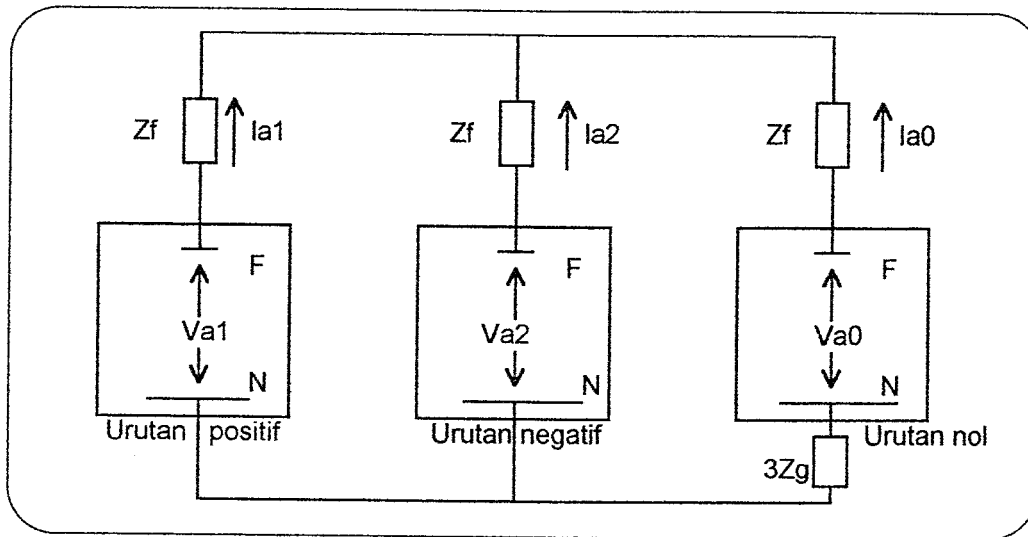 Zf Ia1 Zf Ia2 Zf Ia0
F F F
Va1 Va2 Va0
N N N
Urutan positif Urutan negatif Urutan nol
3Zg